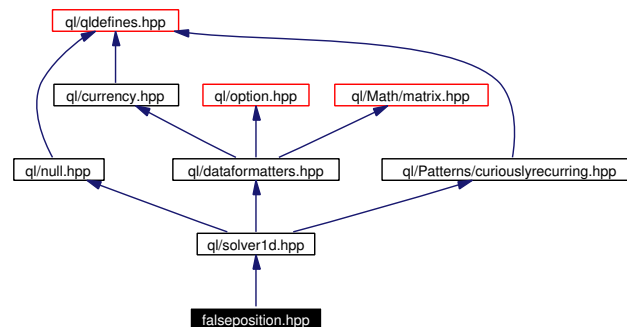 ql/qldefines.hpp
ql/currency.hpp
ql/option.hpp
ql/Math/matrix.hpp
ql/null.hpp
ql/dataformatters.hpp
ql/Patterns/curiouslyrecurring.hpp
ql/solver1d.hpp
falseposition.hpp